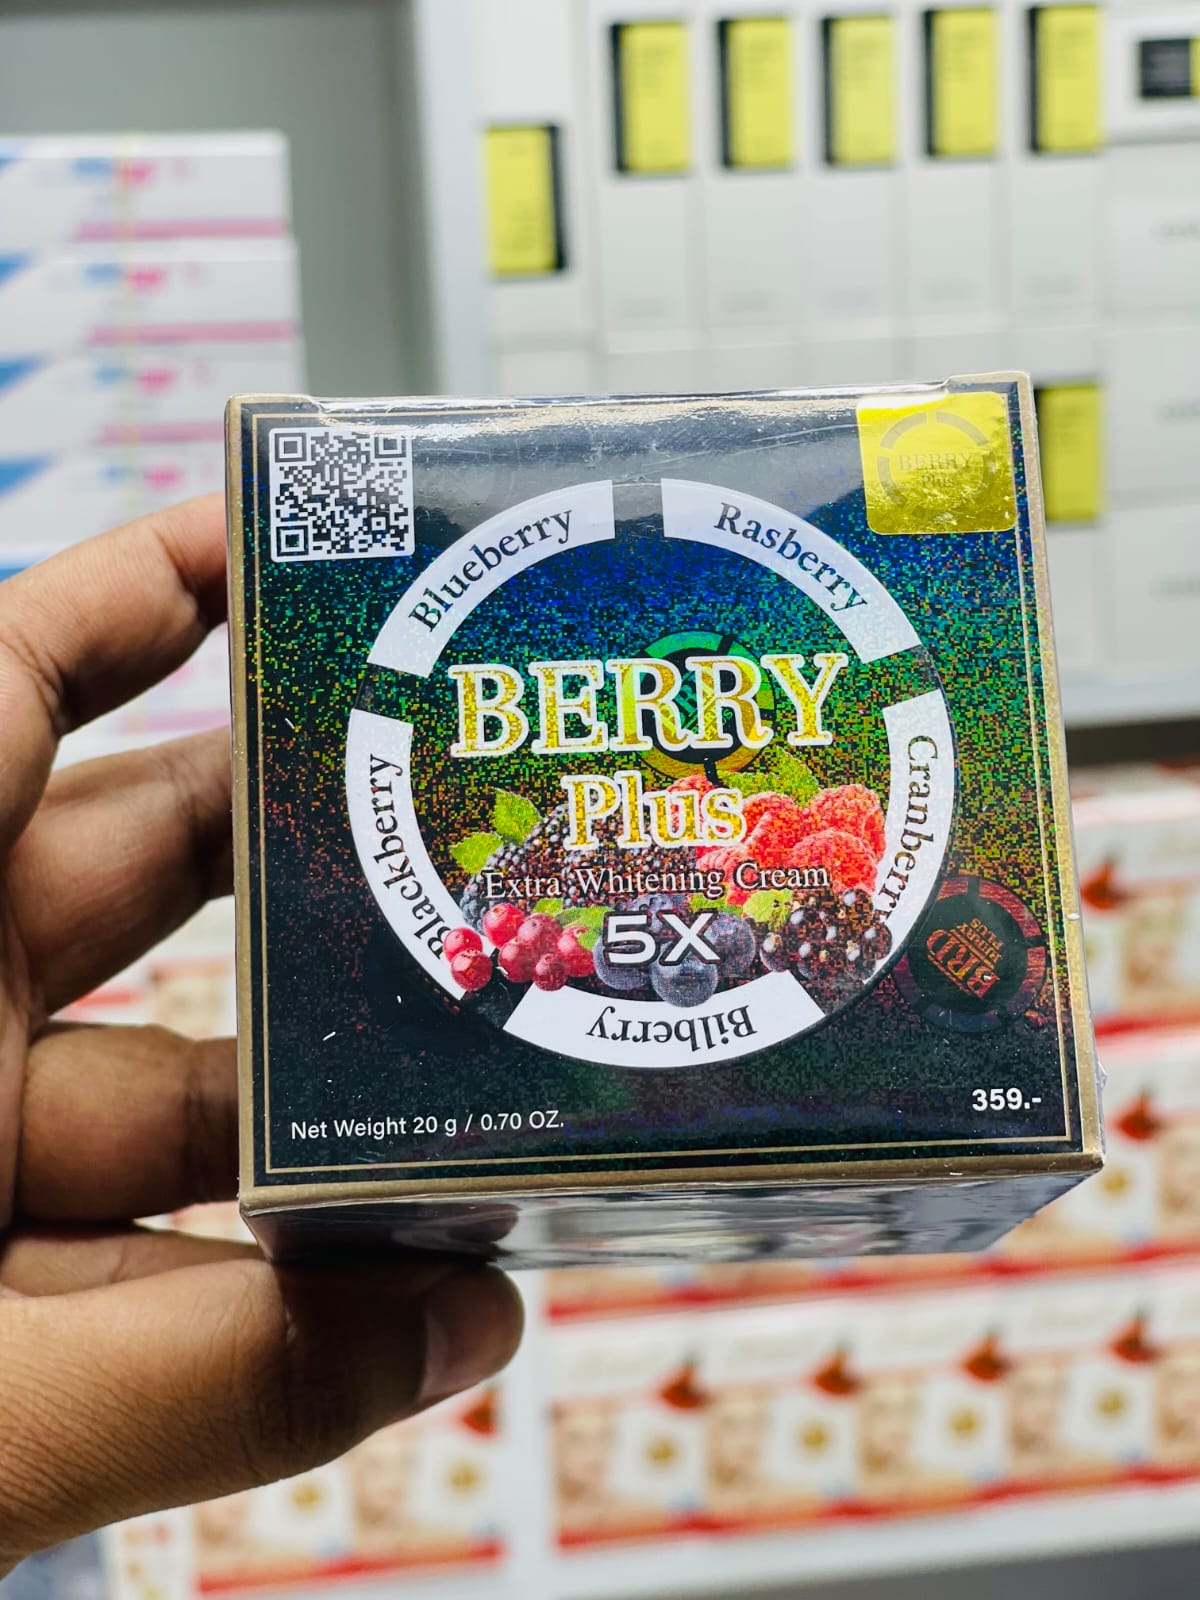 BERRY
Plus
Blueberry
Rasberry
BERRY
Plus
Extra Whitening Cream
5X
Blackberry
Cranberry
Bilberry
Net Weight 20 g / 0.70 OZ.
359.-